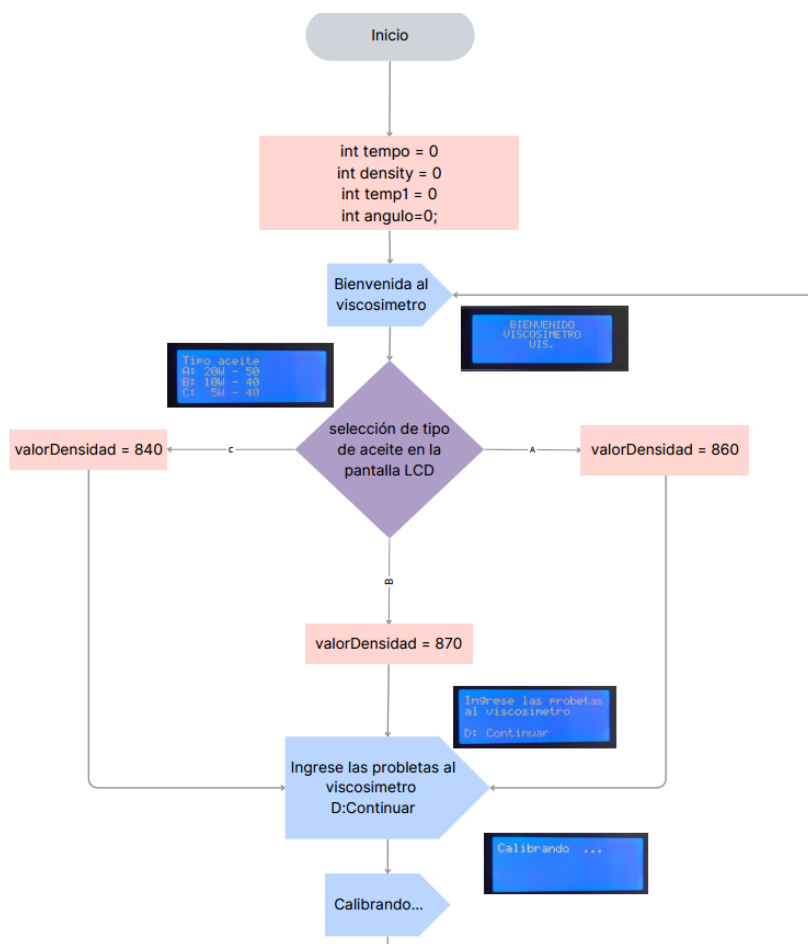 Inicio
int tempo = 0
int density = 0
int temp1 = 0
int angulo=0;
Bienvenida al
viscosimetro
BIENVENIDO
VISCOSIMETRO
UIS.
Tipo aceite
A: 20W - 50
B: 10W - 40
C: 5W - 40
selección de tipo
de aceite en la
pantalla LCD
valorDensidad = 840
C
A
valorDensidad = 860
B
valorDensidad = 870
Ingrese las probetas
al viscosimetro
D: Continuar
Ingrese las probletas al
viscosimetro
D:Continuar
Calibrando ...
Calibrando...